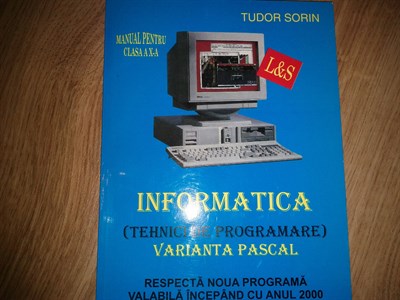 TUDOR SORIN
MANUAL PENTRU
CLASA A X-A
L&S
INFORMATICA
(TEHNICI DE PROGRAMARE)
VARIANTA PASCAL
RESPECTĂ NOUA PROGRAMĂ
VALABILĂ ÎNCEPÂND CU ANUL 2000